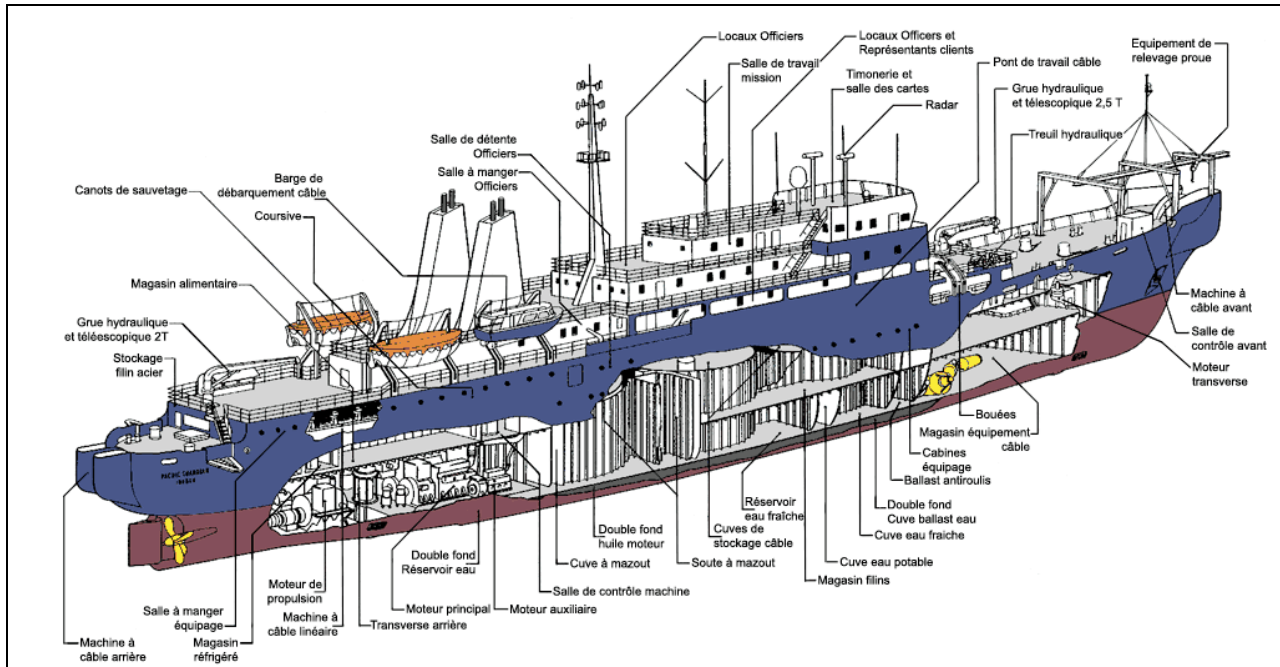 Locaux Officiers
Salle de travail
mission
Locaux Officers et
Représentants clients
Timonerie et
salle des cartes
Radar
Pont de travail câble
Equipement de
relevage proue
Grue hydraulique
et télescopique 2,5 T
Treuil hydraulique
Salle de détente
Officiers
Salle à manger
Officiers
Barge de
débarquement câble
Canots de sauvetage
Coursive
Magasin alimentaire
Grue hydraulique
et téléescopique 2T
Stockage
filin acier
Machine à
câble avant
Salle de
contrôle avant
Moteur
transverse
Bouées
Magasin équipement
câble
Cabines
équipage
Ballast antiroulis
Réservoir
eau fraîche
Double fond
Cuve ballast eau
Cuve eau fraiche
Cuves de
stockage câble
Double fond
huile moteur
Cuve eau potable
Soute à mazout
Cuve à mazout
Double fond
Réservoir eau
Magasin filins
Salle de contrôle machine
Moteur de
propulsion
Moteur principal
Moteur auxiliaire
Salle à manger
équipage
Machine à
câble linéaire
Transverse arrière
Machine à
câble arrière
Magasin
réfrigéré